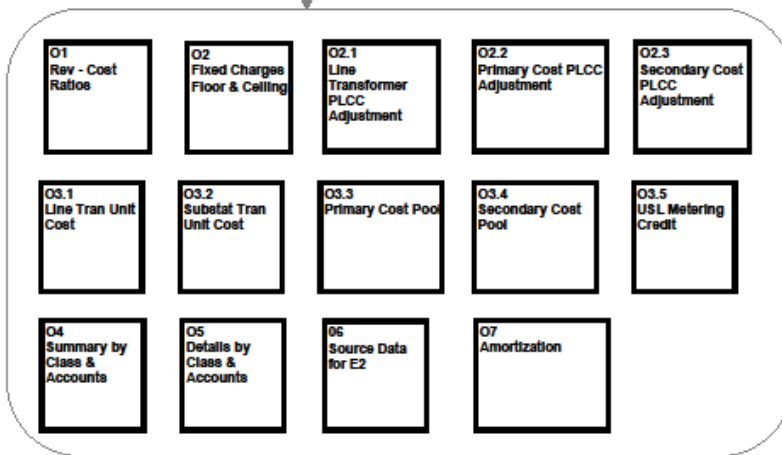 O1
Rev - Cost
Ratios
O2
Fixed Charges
Floor & Ceiling
O2.1
Line
Transformer
PLCC
Adjustment
O2.2
Primary Cost PLCC
Adjustment
O2.3
Secondary Cost
PLCC
Adjustment
O3.1
Line Tran Unit
Cost
O3.2
Substat Tran
Unit Cost
O3.3
Primary Cost Pool
O3.4
Secondary Cost
Pool
O3.5
USL Metering
Credit
O4
Summary by
Class &
Accounts
O5
Details by
Class &
Accounts
06
Source Data
for E2
O7
Amortization